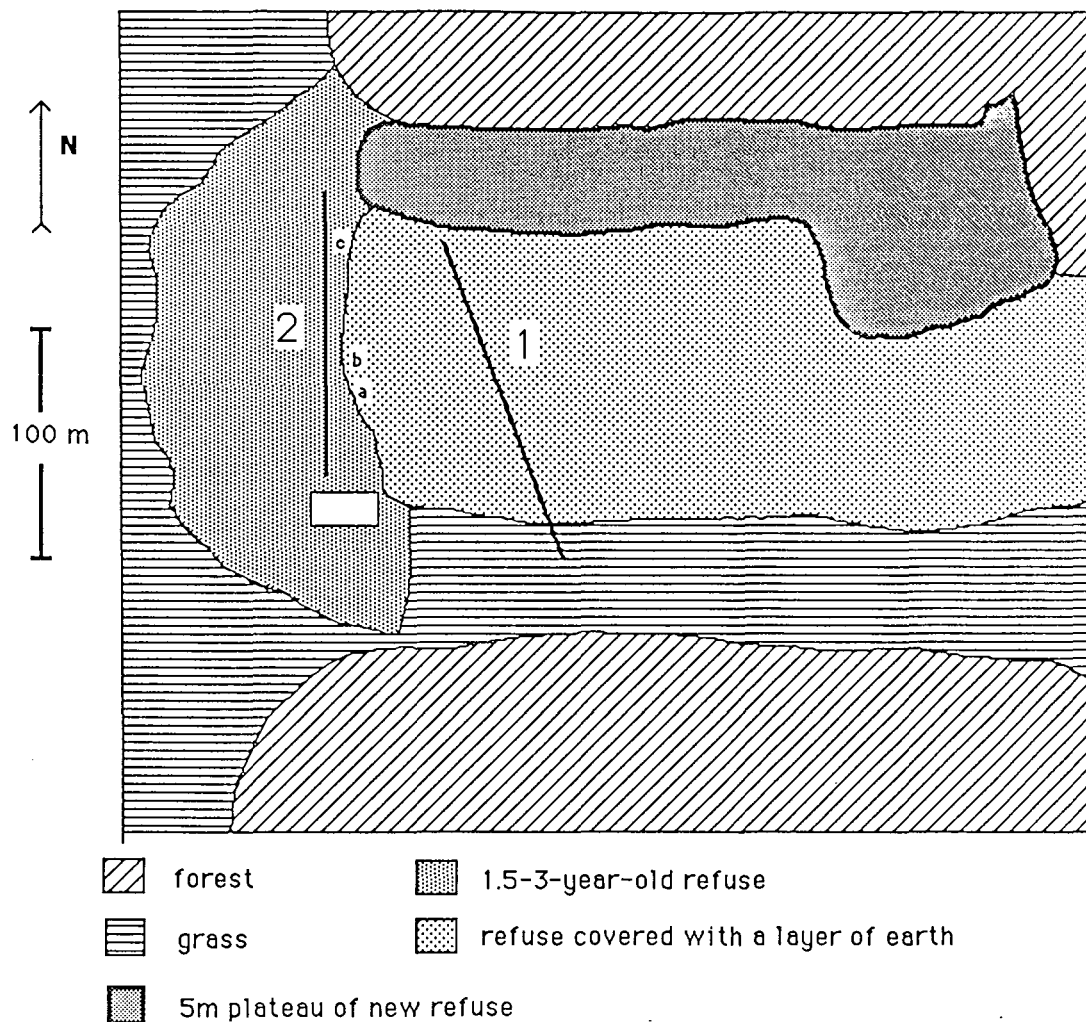 N
c
2
1
b
a
100 m
forest
1.5-3-year-old refuse
grass
refuse covered with a layer of earth
5m plateau of new refuse